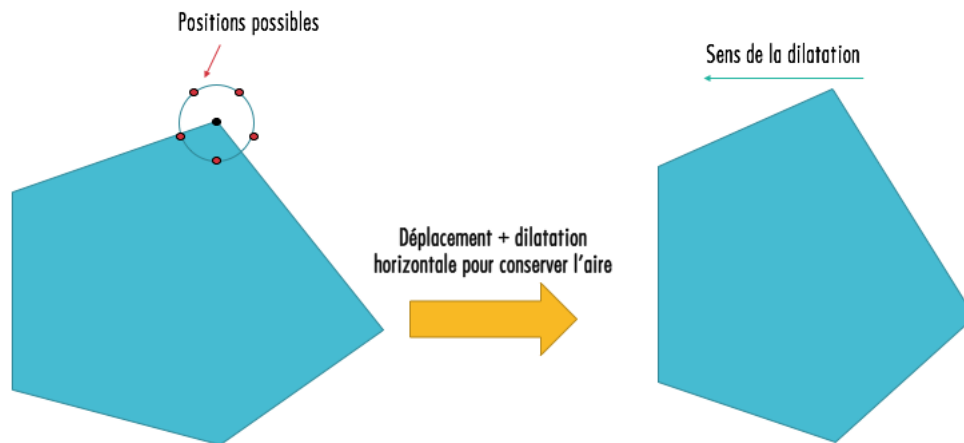 Positions possibles
Sens de la dilatation
Déplacement + dilatation
horizontale pour conserver l'aire